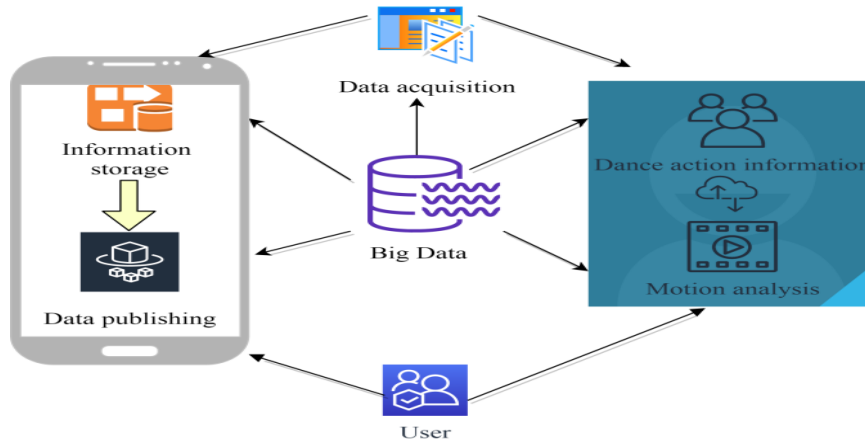 Data acquisition
Information
storage
Dance action information
Big Data
Motion analysis
Data publishing
User